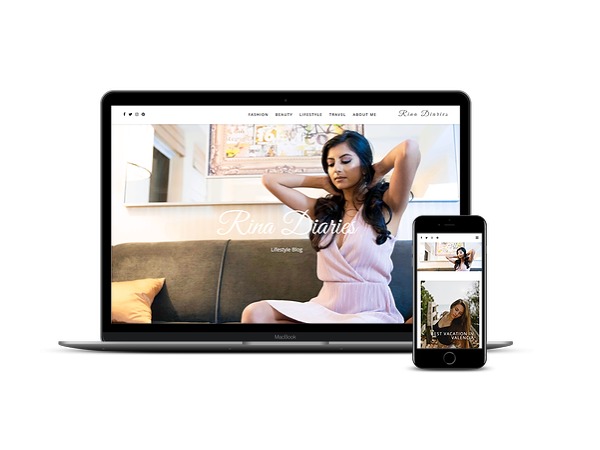 FASHION BEAUTY LIFESTYLE TRAVEL ABOUT ME Rina Diaries
Rina Diaries
Lifestyle Blog
MacBook
BEST VACATION IN
VALENCIA